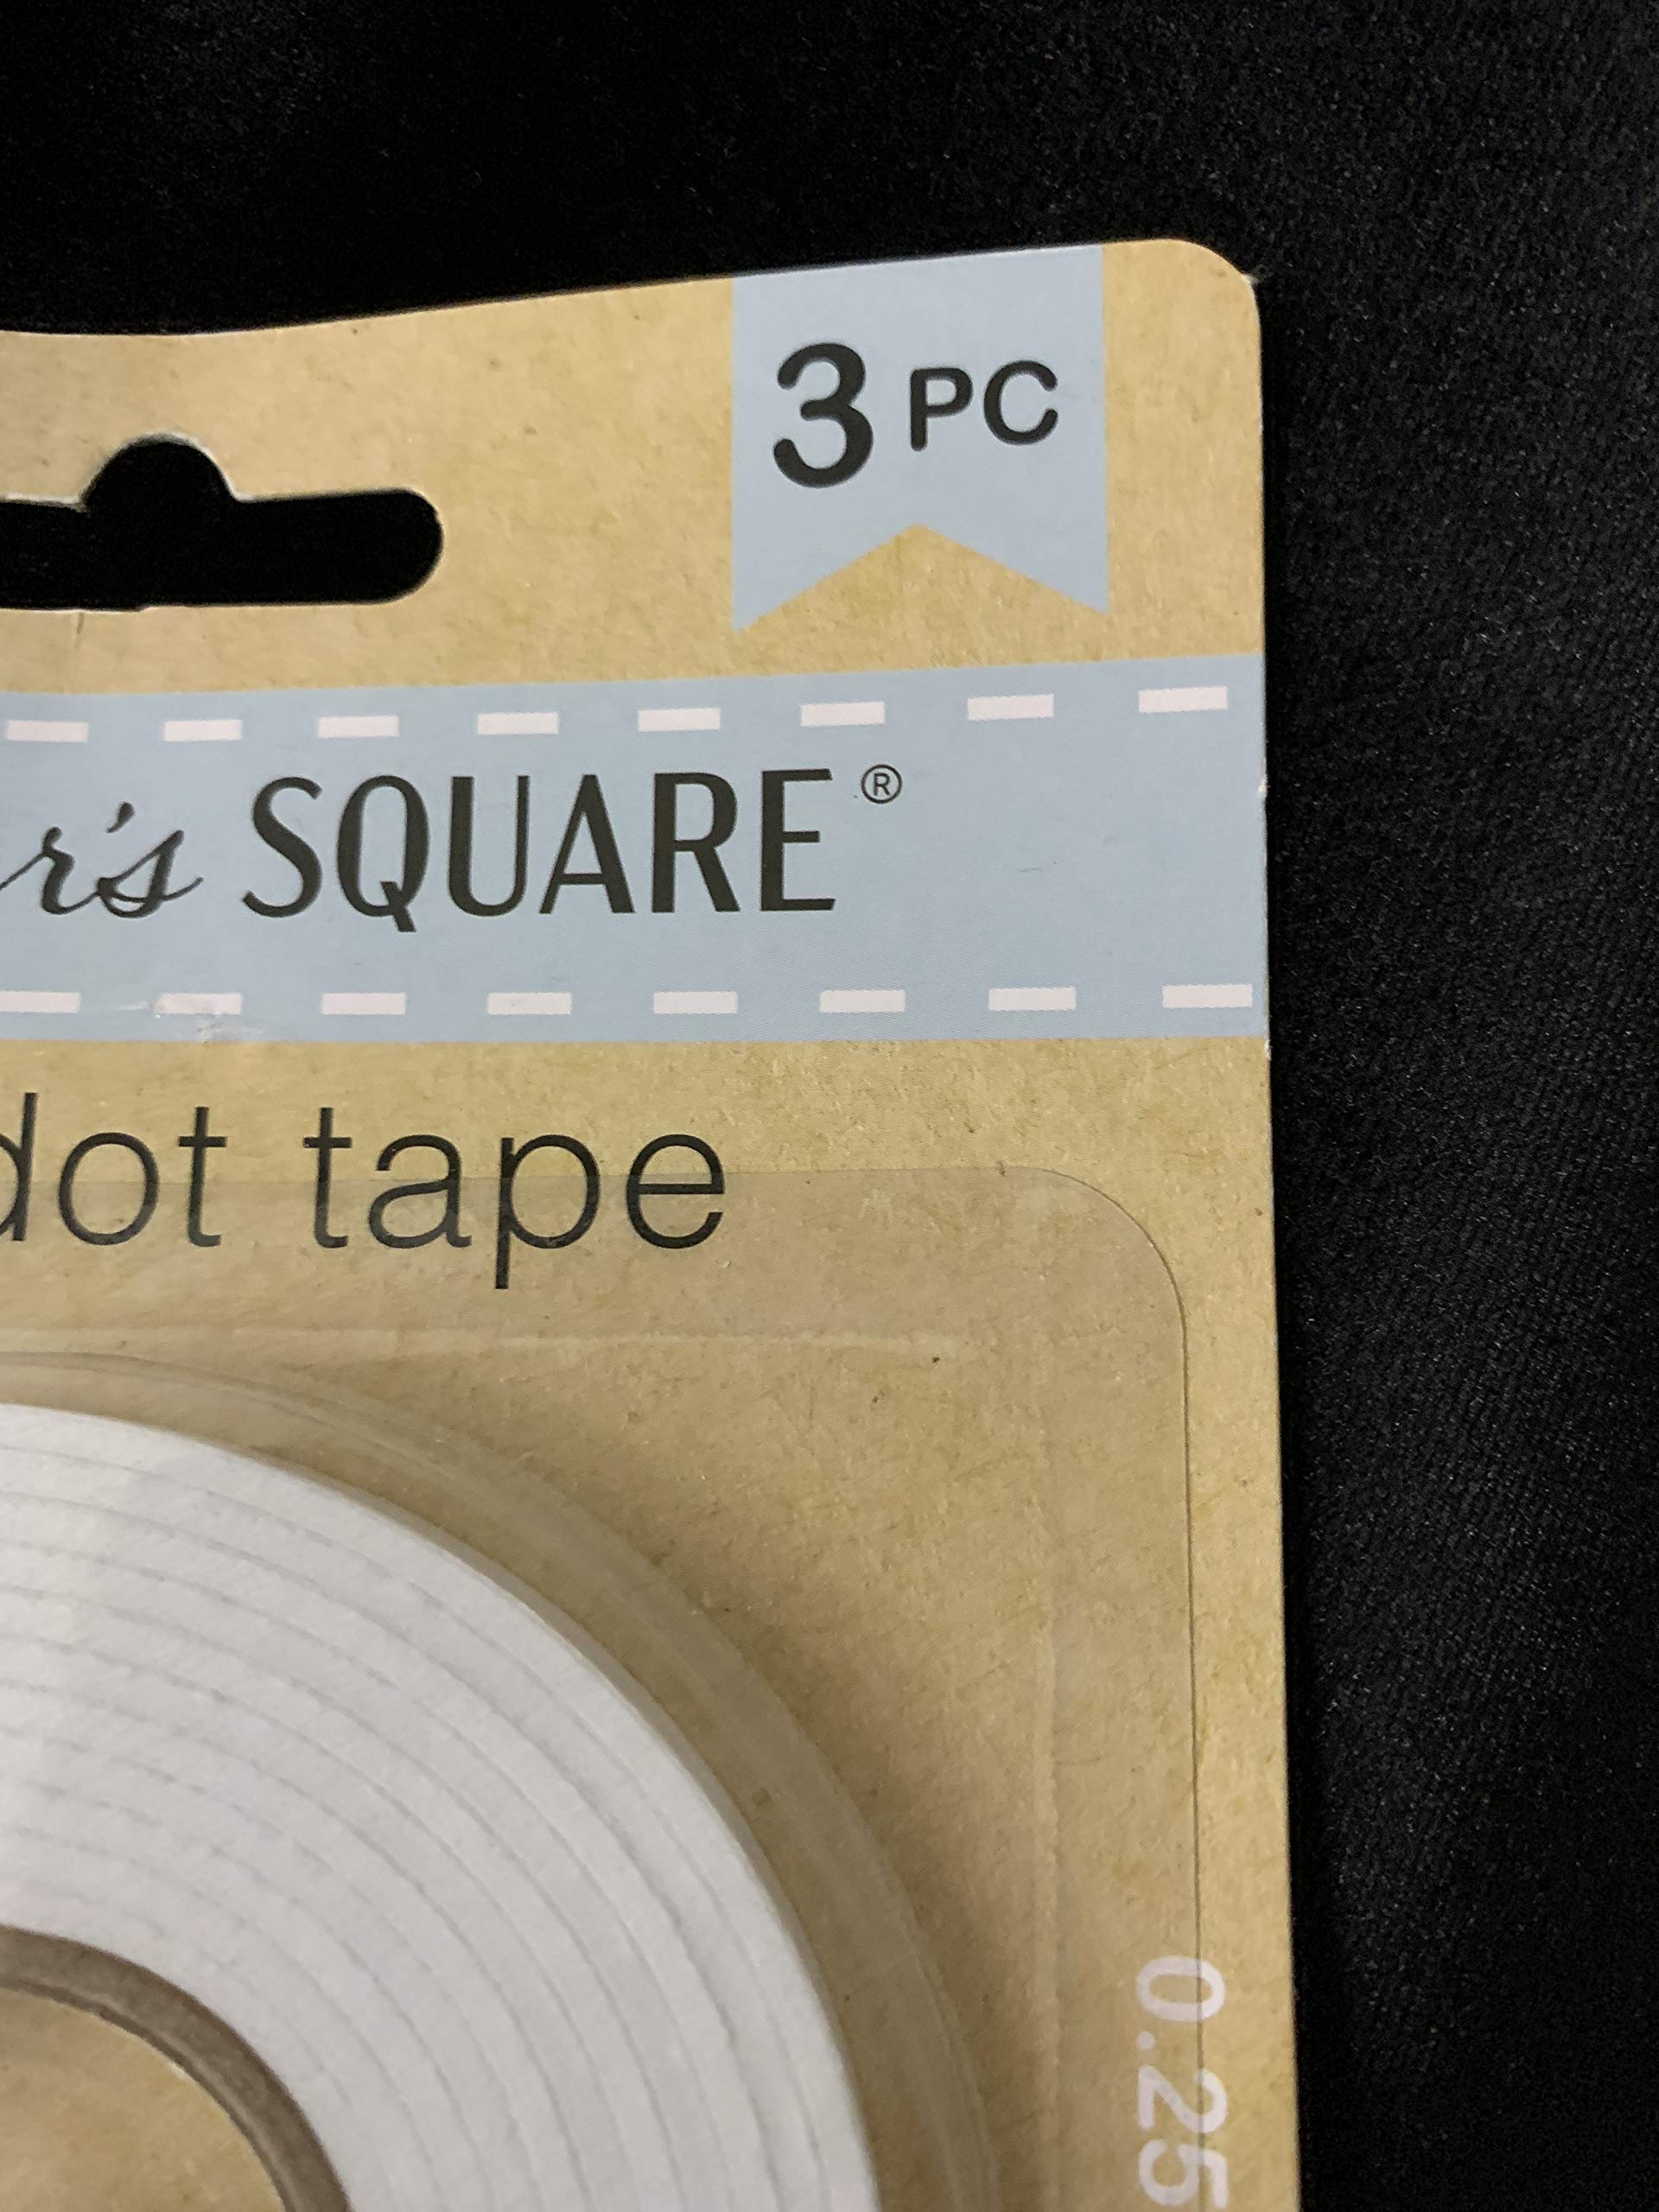 3 PC
r's SQUARE®
dot tape
0.25